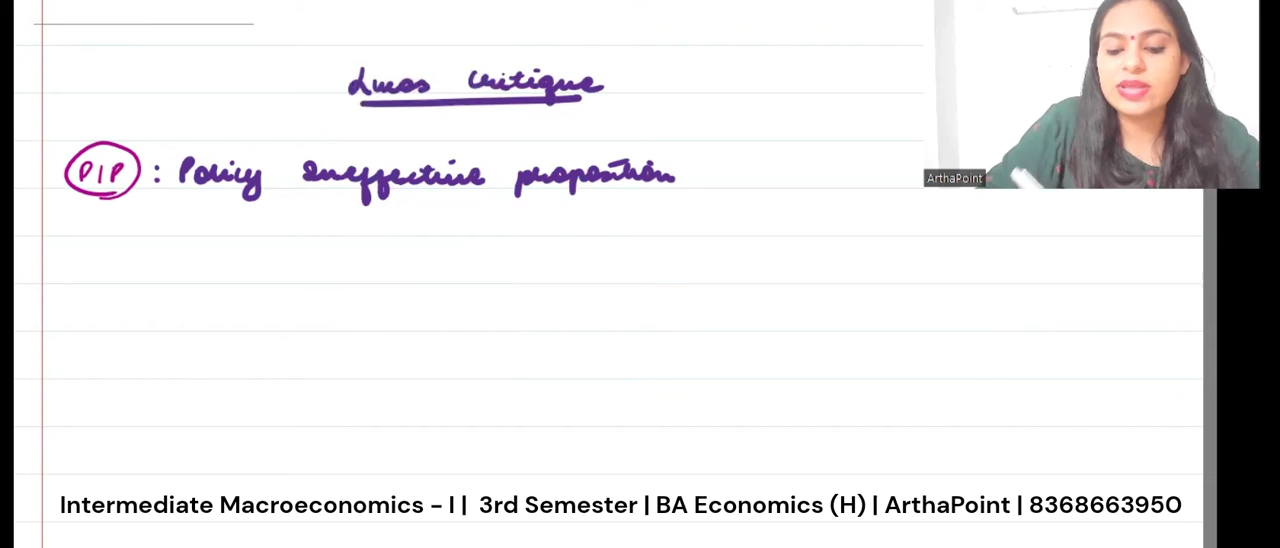 Lucas Critique
PIP : Policy Ineffective proposition
ArthaPoint
Intermediate Macroeconomics - I | 3rd Semester | BA Economics (H) | ArthaPoint | 8368663950